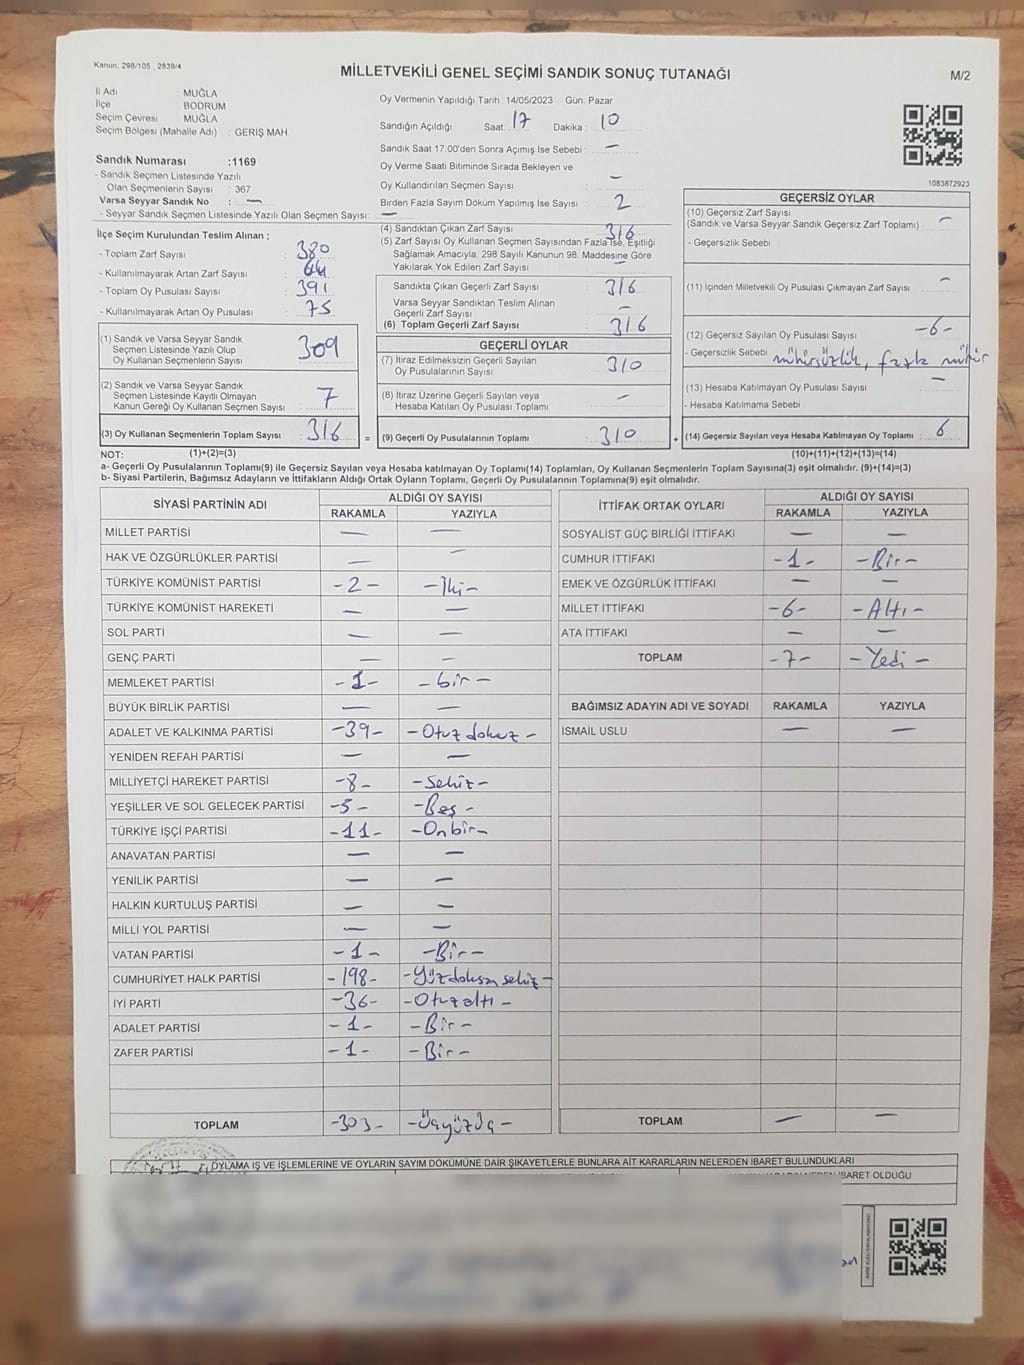 Kanun; 298/105 ; 2839/4
MİLLETVEKİLİ GENEL SEÇİMİ SANDIK SONUÇ TUTANAĞI
M/2
İl Adı : MUĞLA
İlçe : BODRUM
Seçim Çevresi : MUĞLA
Seçim Bölgesi (Mahalle Adı) : GERİŞ MAH.
Oy Vermenin Yapıldığı Tarih 14/05/2023 Gün: Pazar
Sandığın Açıldığı Saat: 17 Dakika : 10
Sandık Saat 17:00'den Sonra Açımış İse Sebebi : —
Oy Verme Saati Bitiminde Sırada Bekleyen ve
Oy Kullandırılan Seçmen Sayısı : —
Birden Fazla Sayım Döküm Yapılmış İse Sayısı : 2
1083872923
Sandık Numarası :1169
- Sandık Seçmen Listesinde Yazılı
Olan Seçmenlerin Sayısı : 367
Varsa Seyyar Sandık No : —
- Seyyar Sandık Seçmen Listesinde Yazılı Olan Seçmen Sayısı: —
İlçe Seçim Kurulundan Teslim Alınan ;
- Toplam Zarf Sayısı : 380
- Kullanılmayarak Artan Zarf Sayısı : 64
- Toplam Oy Pusulası Sayısı : 391
- Kullanılmayarak Artan Oy Pusulası : 75
(1) Sandık ve Varsa Seyyar Sandık
Seçmen Listesinde Yazılı Olup
Oy Kullanan Seçmenlerin Sayısı : 309
(2) Sandık ve Varsa Seyyar Sandık
Seçmen Listesinde Kayıtlı Olmayan
Kanun Gereği Oy Kullanan Seçmen Sayısı : 7
(3) Oy Kullanan Seçmenlerin Toplam Sayısı : 316
(4) Sandıktan Çıkan Zarf Sayısı : 316
(5) Zarf Sayısı Oy Kullanan Seçmen Sayısından Fazla İse, Eşitliği
Sağlamak Amacıyla, 298 Sayılı Kanunun 98. Maddesine Göre
Yakılarak Yok Edilen Zarf Sayısı : —
Sandıkta Çıkan Geçerli Zarf Sayısı : 316
Varsa Seyyar Sandıktan Teslim Alınan
Geçerli Zarf Sayısı : —
(6) Toplam Geçerli Zarf Sayısı : 316
GEÇERLİ OYLAR
(7) İtiraz Edilmeksizin Geçerli Sayılan
Oy Pusulalarının Sayısı : 310
(8) İtiraz Üzerine Geçerli Sayılan veya
Hesaba Katılan Oy Pusulası Toplamı : —
= (9) Geçerli Oy Pusulalarının Toplamı : 310 +
GEÇERSİZ OYLAR
(10) Geçersiz Zarf Sayısı
(Sandık ve Varsa Seyyar Sandık Geçersiz Zarf Toplamı) : —
- Geçersizlik Sebebi :
(11) İçinden Milletvekili Oy Pusulası Çıkmayan Zarf Sayısı : —
(12) Geçersiz Sayılan Oy Pusulası Sayısı : -6-
- Geçersizlik Sebebi : mühürsüzlük, fazla mühür
(13) Hesaba Katılmayan Oy Pusulası Sayısı : —
- Hesaba Katılmama Sebebi :
(14) Geçersiz Sayılan veya Hesaba Katılmayan Oy Toplamı : 6
NOT: (1)+(2)=(3) (10)+(11)+(12)+(13)=(14)
a- Geçerli Oy Pusulalarının Toplamı(9) ile Geçersiz Sayılan veya Hesaba katılmayan Oy Toplamı(14) Toplamları, Oy Kullanan Seçmenlerin Toplam Sayısına(3) eşit olmalıdır. (9)+(14)=(3)
b- Siyasi Partilerin, Bağımsız Adayların ve İttifakların Aldığı Ortak Oyların Toplamı, Geçerli Oy Pusulalarının Toplamına(9) eşit olmalıdır.
SİYASİ PARTİNİN ADI ALDIĞI OY SAYISI
RAKAMLA YAZIYLA
MİLLET PARTİSİ — —
HAK VE ÖZGÜRLÜKLER PARTİSİ — —
TÜRKİYE KOMÜNİST PARTİSİ -2- -İki-
TÜRKİYE KOMÜNİST HAREKETİ — —
SOL PARTİ — —
GENÇ PARTİ — —
MEMLEKET PARTİSİ -1- -bir-
BÜYÜK BİRLİK PARTİSİ — —
ADALET VE KALKINMA PARTİSİ -39- -Otuz dokuz-
YENİDEN REFAH PARTİSİ — —
MİLLİYETÇİ HAREKET PARTİSİ -8- -Sekiz-
YEŞİLLER VE SOL GELECEK PARTİSİ -5- -Beş-
TÜRKİYE İŞÇİ PARTİSİ -11- -Onbir-
ANAVATAN PARTİSİ — —
YENİLİK PARTİSİ — —
HALKIN KURTULUŞ PARTİSİ — —
MİLLİ YOL PARTİSİ — —
VATAN PARTİSİ -1- -Bir-
CUMHURİYET HALK PARTİSİ -198- -Yüzdoksan sekiz-
İYİ PARTİ -36- -Otuzaltı-
ADALET PARTİSİ -1- -Bir-
ZAFER PARTİSİ -1- -Bir-
TOPLAM -303- -Üçyüzüç-
İTTİFAK ORTAK OYLARI ALDIĞI OY SAYISI
RAKAMLA YAZIYLA
SOSYALİST GÜÇ BİRLİĞİ İTTİFAKI — —
CUMHUR İTTİFAKI -1- -Bir-
EMEK VE ÖZGÜRLÜK İTTİFAKI — —
MİLLET İTTİFAKI -6- -Altı-
ATA İTTİFAKI — —
TOPLAM -7- -Yedi-
BAĞIMSIZ ADAYIN ADI VE SOYADI RAKAMLA YAZIYLA
İSMAİL USLU — —
TOPLAM — —
OYLAMA İŞ VE İŞLEMLERİNE VE OYLARIN SAYIM DÖKÜMÜNE DAİR ŞİKAYETLERLE BUNLARA AİT KARARLARIN NELERDEN İBARET BULUNDUKLARI
İBARET OLDUĞU